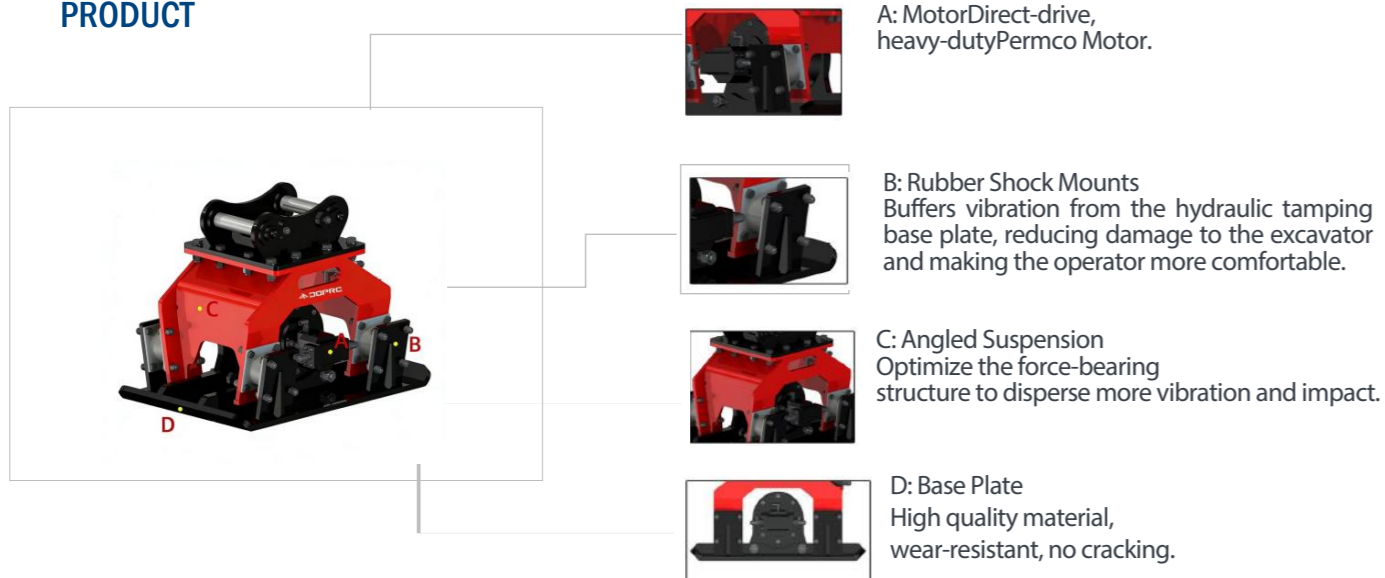 PRODUCT
A: MotorDirect-drive,
heavy-dutyPermco Motor.
B: Rubber Shock Mounts
Buffers vibration from the hydraulic tamping
base plate, reducing damage to the excavator
and making the operator more comfortable.
C: Angled Suspension
Optimize the force-bearing
structure to disperse more vibration and impact.
D: Base Plate
High quality material,
wear-resistant, no cracking.
C
A
B
D